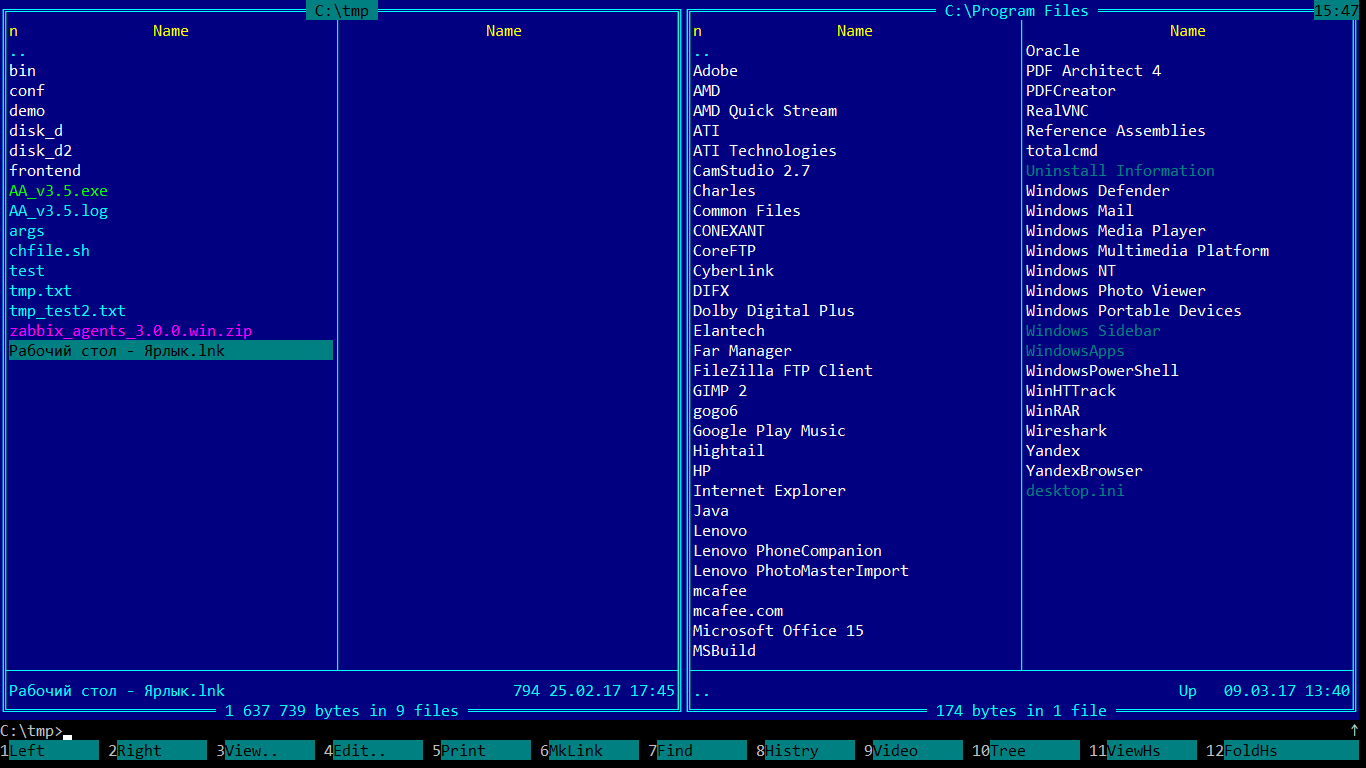 C:\tmp
n Name Name
..
bin
conf
demo
disk_d
disk_d2
frontend
AA_v3.5.exe
AA_v3.5.log
args
chfile.sh
test
tmp.txt
tmp_test2.txt
zabbix_agents_3.0.0.win.zip
Рабочий стол - Ярлык.lnk
Рабочий стол - Ярлык.lnk 794 25.02.17 17:45
1 637 739 bytes in 9 files
C:\Program Files
15:47
n Name
..
Adobe
AMD
AMD Quick Stream
ATI
ATI Technologies
CamStudio 2.7
Charles
Common Files
CONEXANT
CoreFTP
CyberLink
DIFX
Dolby Digital Plus
Elantech
Far Manager
FileZilla FTP Client
GIMP 2
gogo6
Google Play Music
Hightail
HP
Internet Explorer
Java
Lenovo
Lenovo PhoneCompanion
Lenovo PhotoMasterImport
mcafee
mcafee.com
Microsoft Office 15
MSBuild
Name
Oracle
PDF Architect 4
PDFCreator
RealVNC
Reference Assemblies
totalcmd
Uninstall Information
Windows Defender
Windows Mail
Windows Media Player
Windows Multimedia Platform
Windows NT
Windows Photo Viewer
Windows Portable Devices
Windows Sidebar
WindowsApps
WindowsPowerShell
WinHTTrack
WinRAR
Wireshark
Yandex
YandexBrowser
desktop.ini
.. Up 09.03.17 13:40
174 bytes in 1 file
C:\tmp>
1Left 2Right 3View.. 4Edit.. 5Print 6MkLink 7Find 8Histry 9Video 10Tree 11ViewHs 12FoldHs